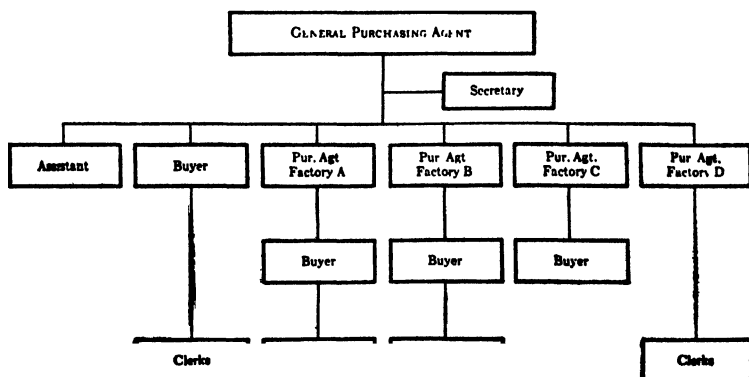 GENERAL PURCHASING AGENT
Secretary
Assistant
Buyer
Pur. Agt
Factory A
Pur Agt
Factory B
Pur. Agt.
Factory C
Pur Agt.
Factory D
Buyer
Buyer
Buyer
Clerks
Clerks